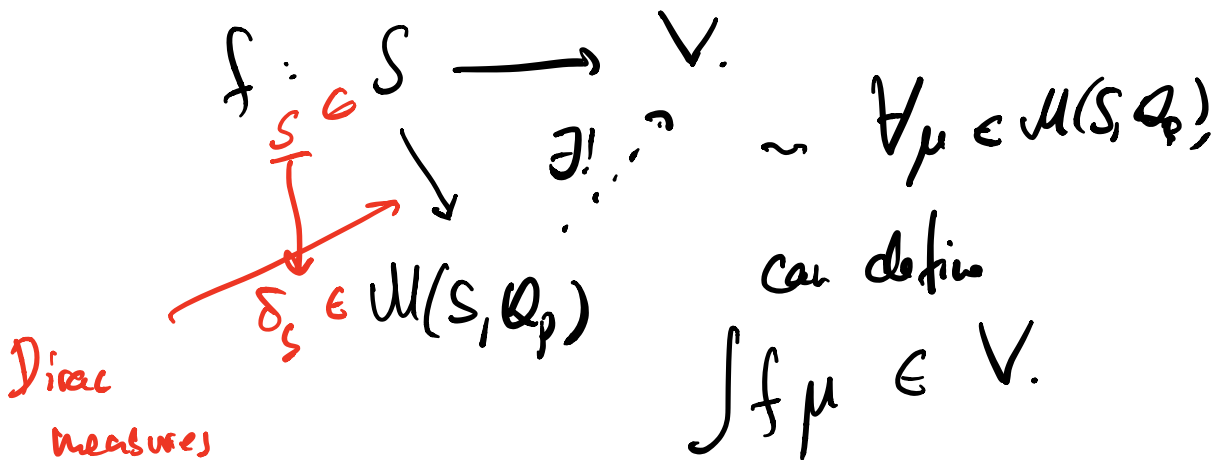 f : S ⟶ V.
s ∈
∃! ~ ∀μ ∈ M(S, Q_p),
δ_s ∈ M(S, Q_p)
can define
∫ f μ ∈ V.
Dirac
measures